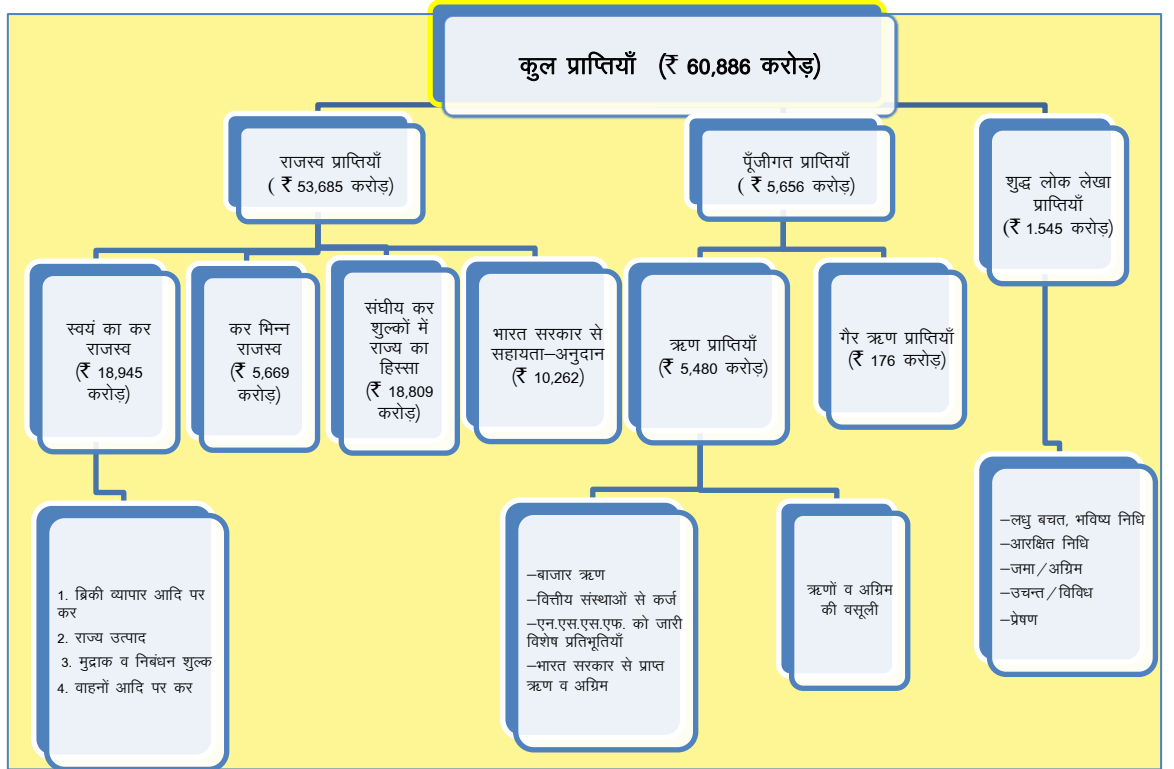 कुल प्राप्तियाँ (₹ 60,886 करोड़)
राजस्व प्राप्तियाँ
( ₹ 53,685 करोड़)
पूँजीगत प्राप्तियाँ
( ₹ 5,656 करोड़)
शुद्ध लोक लेखा
प्राप्तियाँ
(₹ 1.545 करोड़)
स्वयं का कर
राजस्व
(₹ 18,945
करोड़)
कर भिन्न
राजस्व
(₹ 5,669
करोड़)
संघीय कर
शुल्कों में
राज्य का
हिस्सा
(₹ 18,809
करोड़)
भारत सरकार से
सहायता–अनुदान
(₹ 10,262)
ऋण प्राप्तियाँ
(₹ 5,480 करोड़)
गैर ऋण प्राप्तियाँ
(₹ 176 करोड़)
1. ब्रिकी व्यापार आदि पर
कर
2. राज्य उत्पाद
3. मुद्राक व निबंधन शुल्क
4. वाहनों आदि पर कर
–बाजार ऋण
–वित्तीय संस्थाओं से कर्ज
–एन.एस.एस.एफ. को जारी
विशेष प्रतिभूतियाँ
–भारत सरकार से प्राप्त
ऋण व अग्रिम
ऋणों व अग्रिम
की वसूली
–लधु बचत, भविष्य निधि
–आरक्षित निधि
–जमा/अग्रिम
–उचन्त/विविध
–प्रेषण